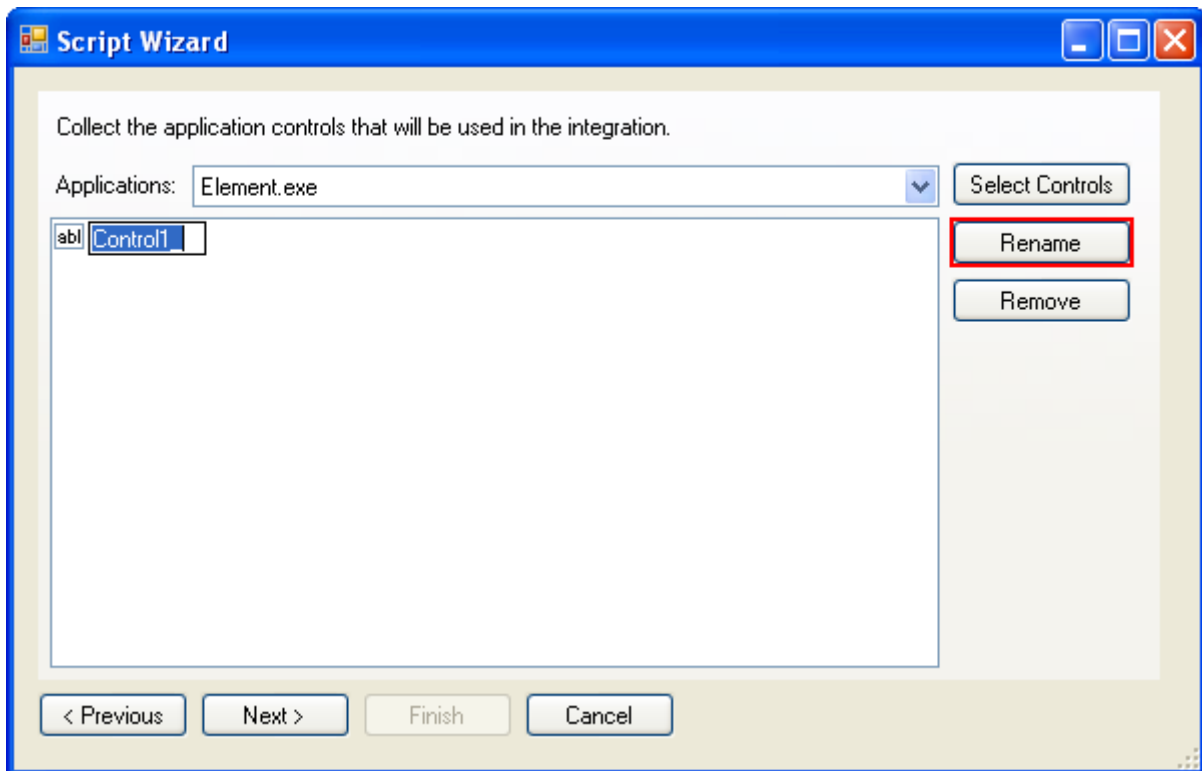 Script Wizard
Collect the application controls that will be used in the integration.
Applications: Element.exe Select Controls
abl Control1_ Rename
Remove
< Previous Next > Finish Cancel